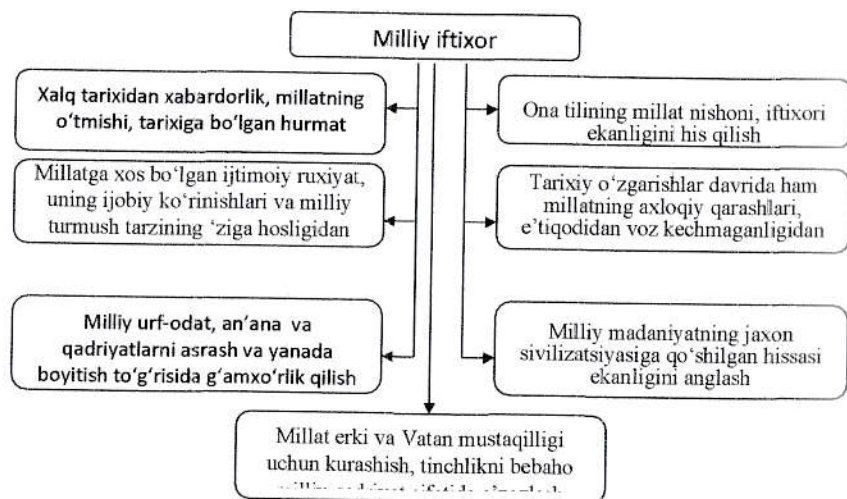 Milliy iftixor
Xalq tarixidan xabardorlik, millatning
o‘tmishi, tarixiga bo‘lgan hurmat
Ona tilining millat nishoni, iftixori
ekanligini his qilish
Millatga xos bo‘lgan ijtimoiy ruxiyat,
uning ijobiy ko‘rinishlari va milliy
turmush tarzining ‘ziga hosligidan
Tarixiy o‘zgarishlar davrida ham
millatning axloqiy qarashlari,
e’tiqodidan voz kechmaganligidan
Milliy urf-odat, an’ana va
qadriyatlarni asrash va yanada
boyitish to‘g‘risida g‘amxo‘rlik qilish
Milliy madaniyatning jaxon
sivilizatsiyasiga qo‘shilgan hissasi
ekanligini anglash
Millat erki va Vatan mustaqilligi
uchun kurashish, tinchlikni bebaho